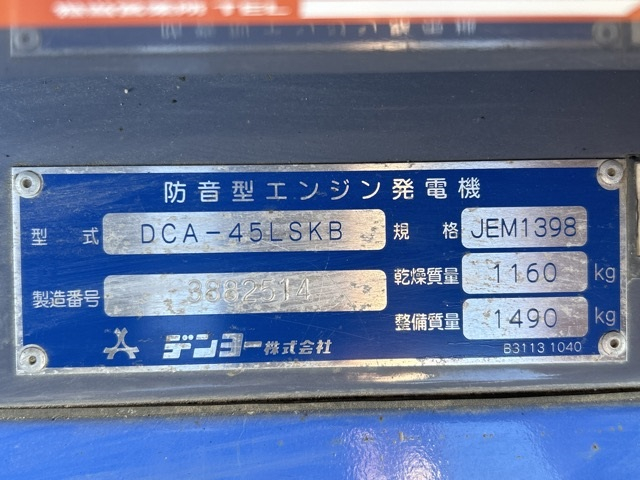 防音型エンジン発電機
型式 DCA-45LSKB 規格 JEM1398
製造番号 3882514 乾燥質量 1160 kg
整備質量 1490 kg
デンヨー株式会社
B3113 1040